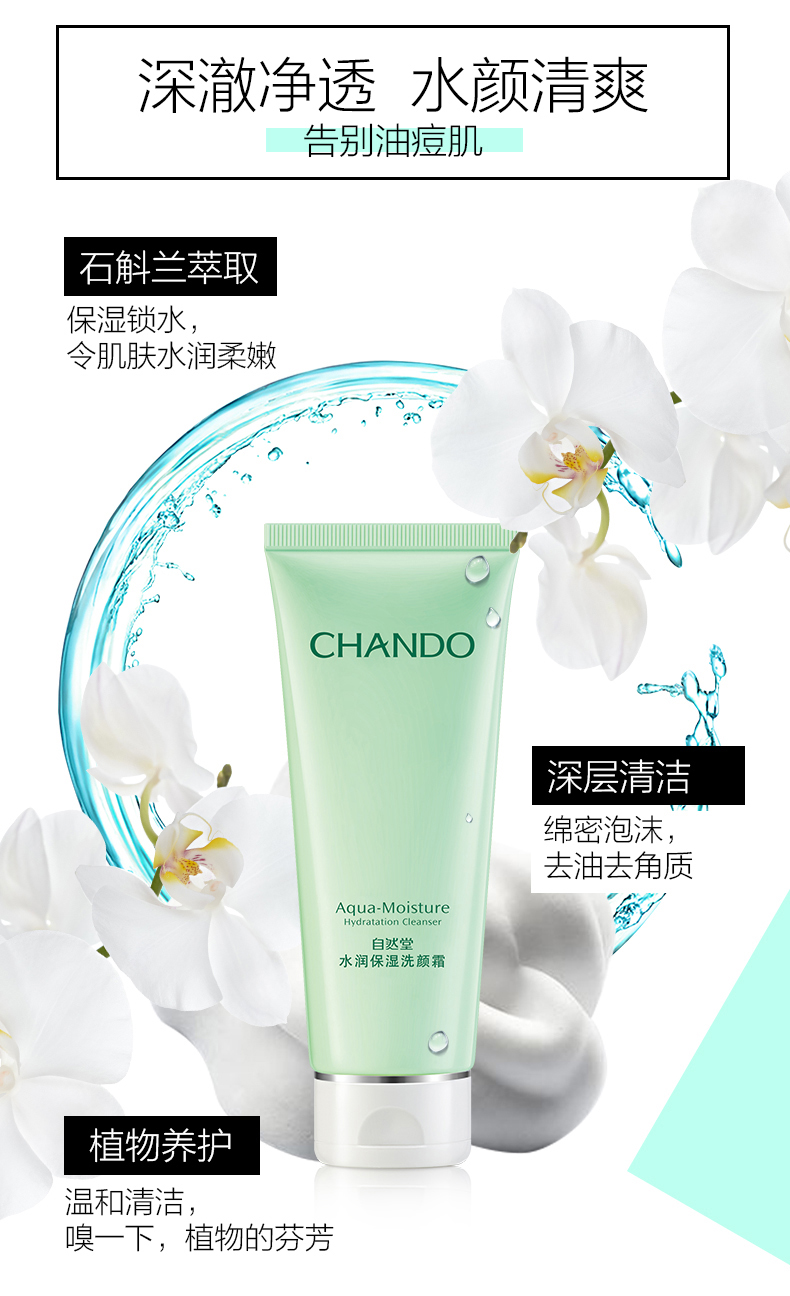 深澈净透 水颜清爽
告别油痘肌
石斛兰萃取
保湿锁水，
令肌肤水润柔嫩
CHANDO
深层清洁
绵密泡沫，
去油去角质
Aqua-Moisture
Hydratation Cleanser
自然堂
水润保湿洗颜霜
植物养护
温和清洁，
嗅一下，植物的芬芳